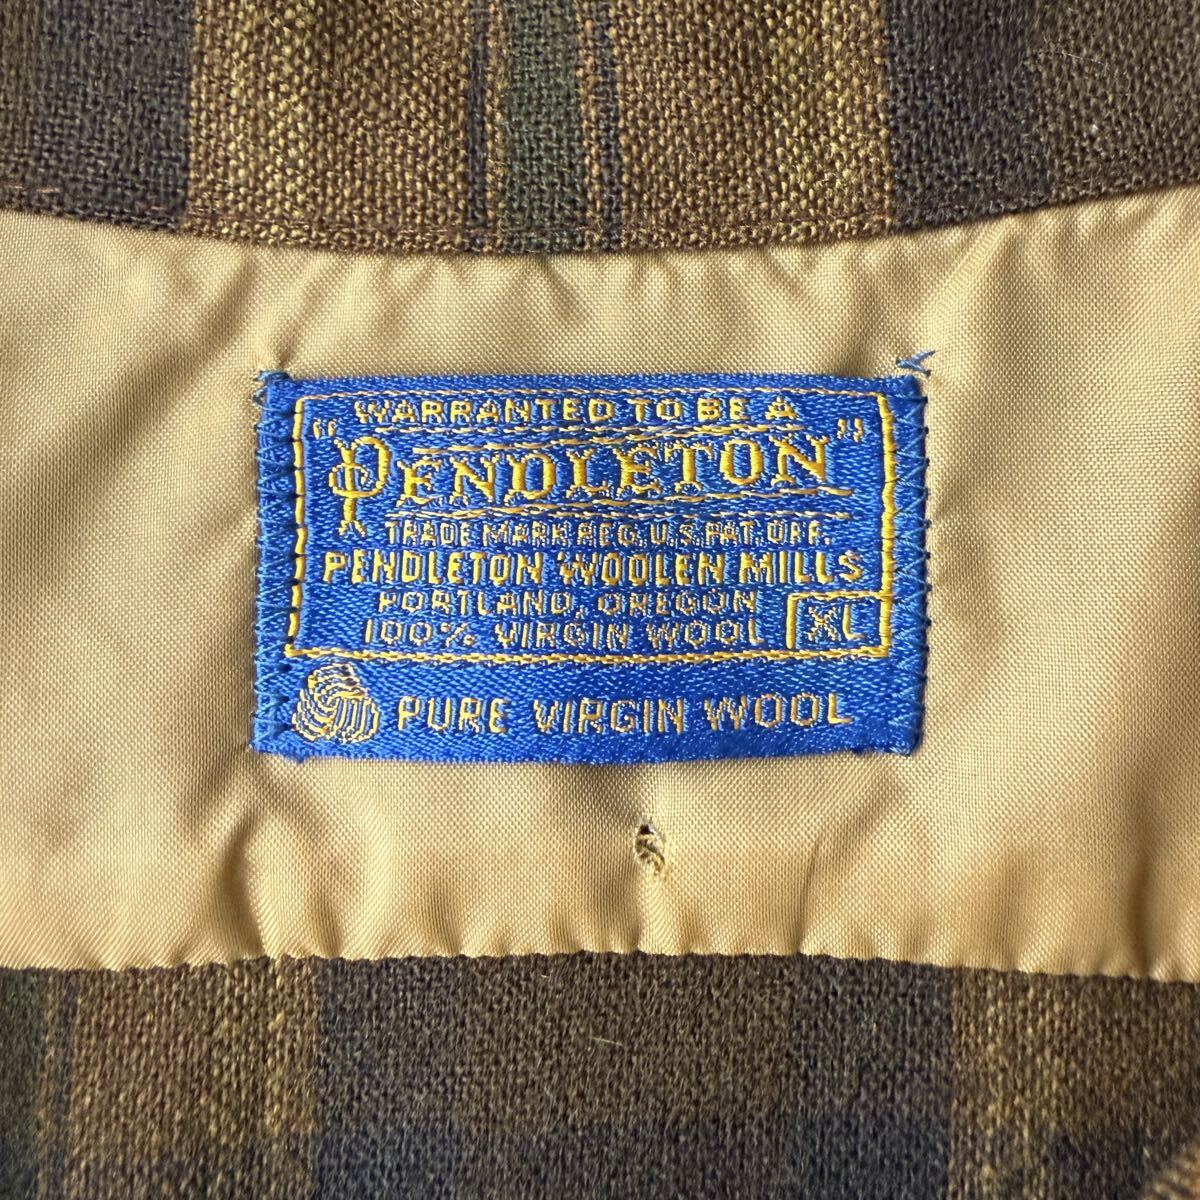 WARRANTED TO BE A
"PENDLETON"
TRADE MARK REG. U.S. PAT. OFF.
PENDLETON WOOLEN MILLS
PORTLAND, OREGON
100% VIRGIN WOOL XL
PURE VIRGIN WOOL